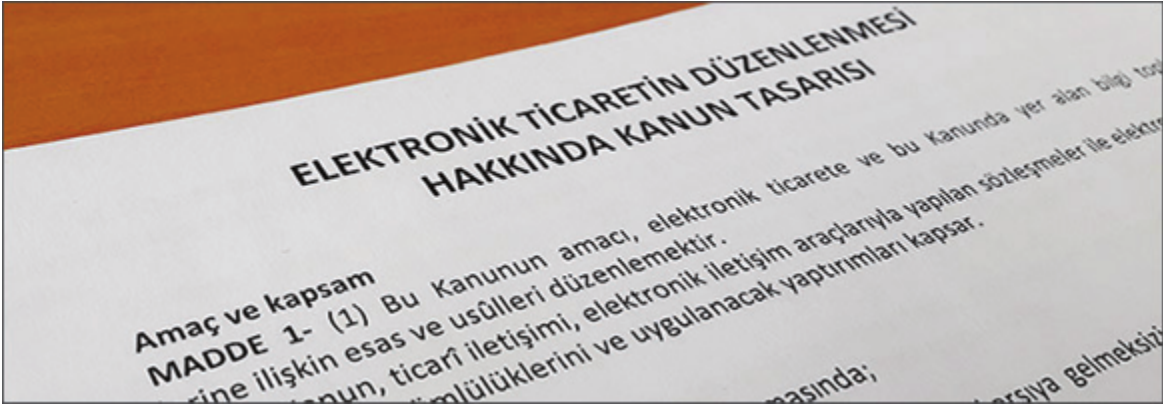 ELEKTRONİK TİCARETİN DÜZENLENMESİ
HAKKINDA KANUN TASARISI
Amaç ve kapsam
MADDE 1- (1) Bu Kanunun amacı, elektronik ticarete ve bu Kanunda yer alan bilgi
ilişkin esas ve usûlleri düzenlemektir.
ticarî iletişimi, elektronik iletişim araçlarıyla yapılan sözleşmeler ile
ve uygulanacak yaptırımları kapsar.